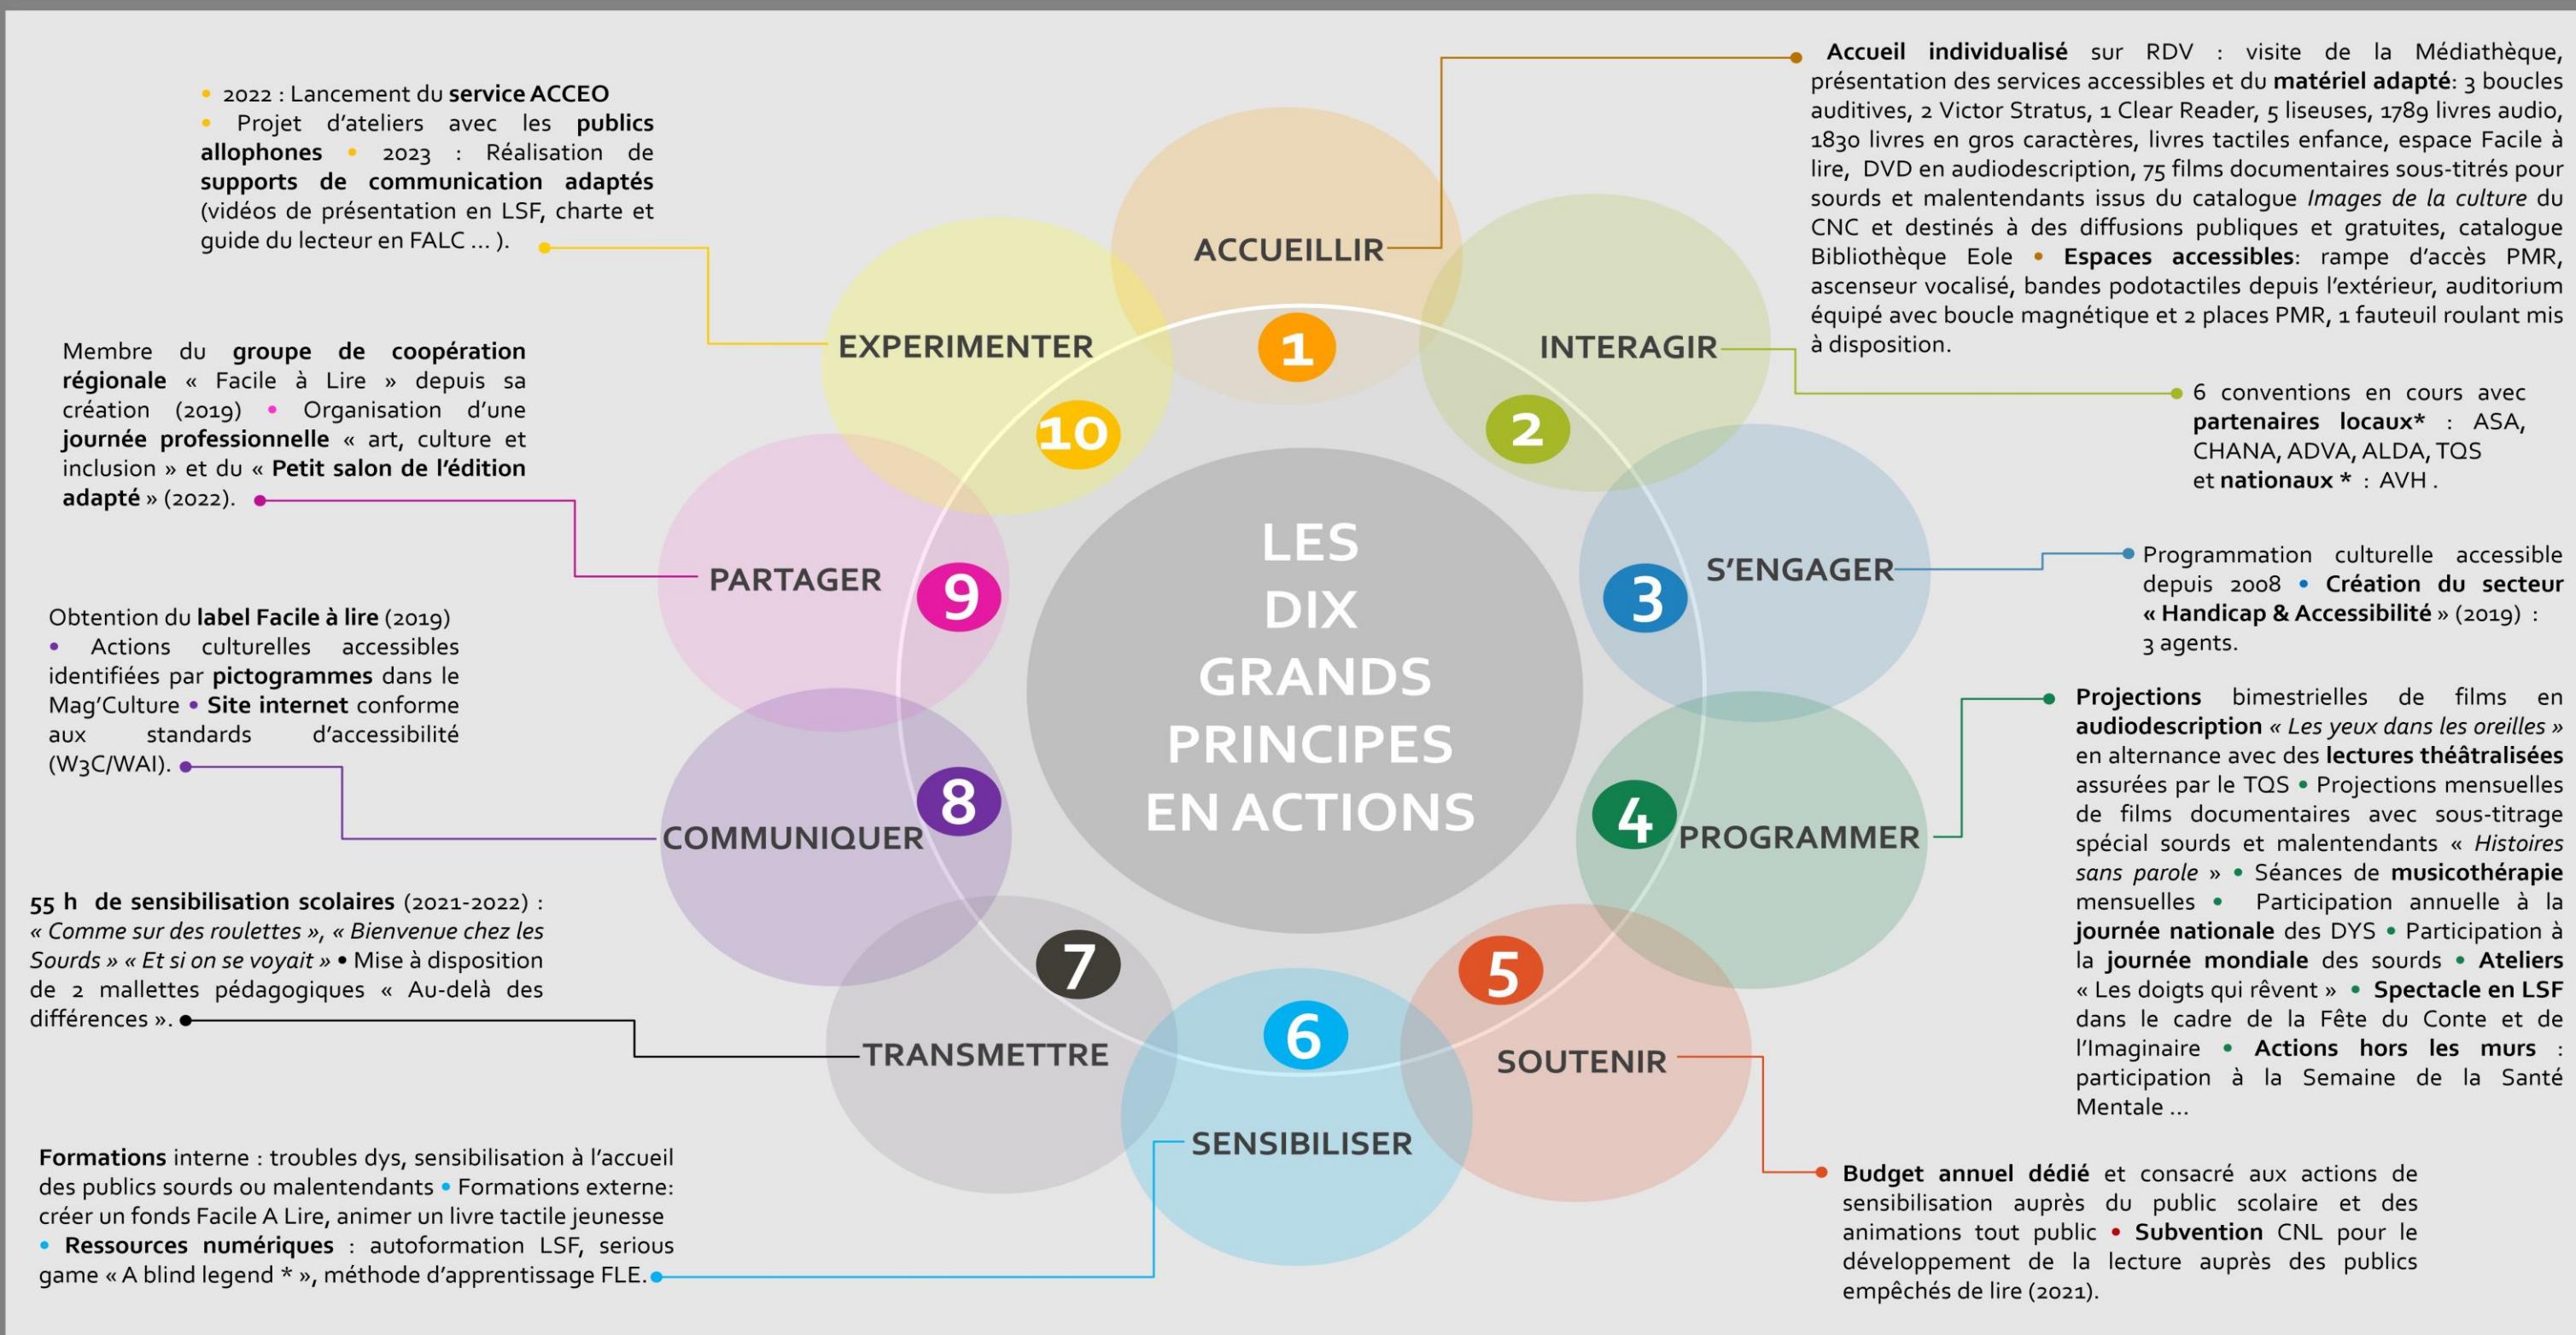 LES
DIX
GRANDS
PRINCIPES
EN ACTIONS
1
ACCUEILLIR
• Accueil individualisé sur RDV : visite de la Médiathèque,
présentation des services accessibles et du matériel adapté: 3 boucles
auditives, 2 Victor Stratus, 1 Clear Reader, 5 liseuses, 1789 livres audio,
1830 livres en gros caractères, livres tactiles enfance, espace Facile à
lire, DVD en audiodescription, 75 films documentaires sous-titrés pour
sourds et malentendants issus du catalogue Images de la culture du
CNC et destinés à des diffusions publiques et gratuites, catalogue
Bibliothèque Eole • Espaces accessibles: rampe d'accès PMR,
ascenseur vocalisé, bandes podotactiles depuis l'extérieur, auditorium
équipé avec boucle magnétique et 2 places PMR, 1 fauteuil roulant mis
à disposition.
2
INTERAGIR
6 conventions en cours avec
partenaires locaux* : ASA,
CHANA, ADVA, ALDA, TQS
et nationaux * : AVH .
3
S'ENGAGER
Programmation culturelle accessible
depuis 2008 • Création du secteur
« Handicap & Accessibilité » (2019) :
3 agents.
4
PROGRAMMER
Projections bimestrielles de films en
audiodescription « Les yeux dans les oreilles »
en alternance avec des lectures théâtralisées
assurées par le TQS • Projections mensuelles
de films documentaires avec sous-titrage
spécial sourds et malentendants « Histoires
sans parole » • Séances de musicothérapie
mensuelles • Participation annuelle à la
journée nationale des DYS • Participation à
la journée mondiale des sourds • Ateliers
« Les doigts qui rêvent » • Spectacle en LSF
dans le cadre de la Fête du Conte et de
l'Imaginaire • Actions hors les murs :
participation à la Semaine de la Santé
Mentale ...
5
SOUTENIR
Budget annuel dédié et consacré aux actions de
sensibilisation auprès du public scolaire et des
animations tout public • Subvention CNL pour le
développement de la lecture auprès des publics
empêchés de lire (2021).
6
SENSIBILISER
Formations interne : troubles dys, sensibilisation à l'accueil
des publics sourds ou malentendants • Formations externe:
créer un fonds Facile A Lire, animer un livre tactile jeunesse
• Ressources numériques : autoformation LSF, serious
game « A blind legend * », méthode d'apprentissage FLE.
7
TRANSMETTRE
55 h de sensibilisation scolaires (2021-2022) :
« Comme sur des roulettes », « Bienvenue chez les
Sourds » « Et si on se voyait » • Mise à disposition
de 2 mallettes pédagogiques « Au-delà des
différences ».
8
COMMUNIQUER
Obtention du label Facile à lire (2019)
• Actions culturelles accessibles
identifiées par pictogrammes dans le
Mag'Culture • Site internet conforme
aux standards d'accessibilité
(W3C/WAI).
9
PARTAGER
Membre du groupe de coopération
régionale « Facile à Lire » depuis sa
création (2019) • Organisation d'une
journée professionnelle « art, culture et
inclusion » et du « Petit salon de l'édition
adapté » (2022).
10
EXPERIMENTER
• 2022 : Lancement du service ACCEO
• Projet d'ateliers avec les publics
allophones • 2023 : Réalisation de
supports de communication adaptés
(vidéos de présentation en LSF, charte et
guide du lecteur en FALC ... ).